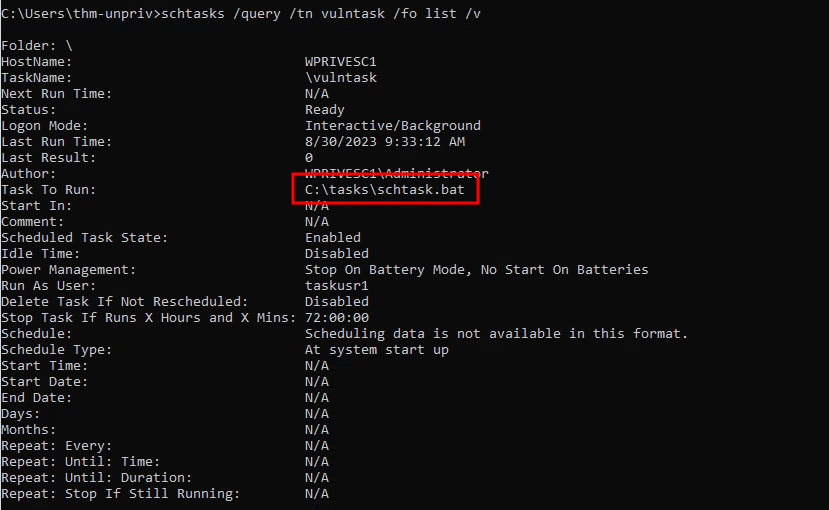 C:\Users\thm-unpriv>schtasks /query /tn vulntask /fo list /v
Folder: \
HostName: WPRIVESC1
TaskName: \vulntask
Next Run Time: N/A
Status: Ready
Logon Mode: Interactive/Background
Last Run Time: 8/30/2023 9:33:12 AM
Last Result: 0
Author: WPRIVESC1\Administrator
Task To Run: C:\tasks\schtask.bat
Start In: N/A
Comment: N/A
Scheduled Task State: Enabled
Idle Time: Disabled
Power Management: Stop On Battery Mode, No Start On Batteries
Run As User: taskusr1
Delete Task If Not Rescheduled: Disabled
Stop Task If Runs X Hours and X Mins: 72:00:00
Schedule: Scheduling data is not available in this format.
Schedule Type: At system start up
Start Time: N/A
Start Date: N/A
End Date: N/A
Days: N/A
Months: N/A
Repeat: Every: N/A
Repeat: Until: Time: N/A
Repeat: Until: Duration: N/A
Repeat: Stop If Still Running: N/A